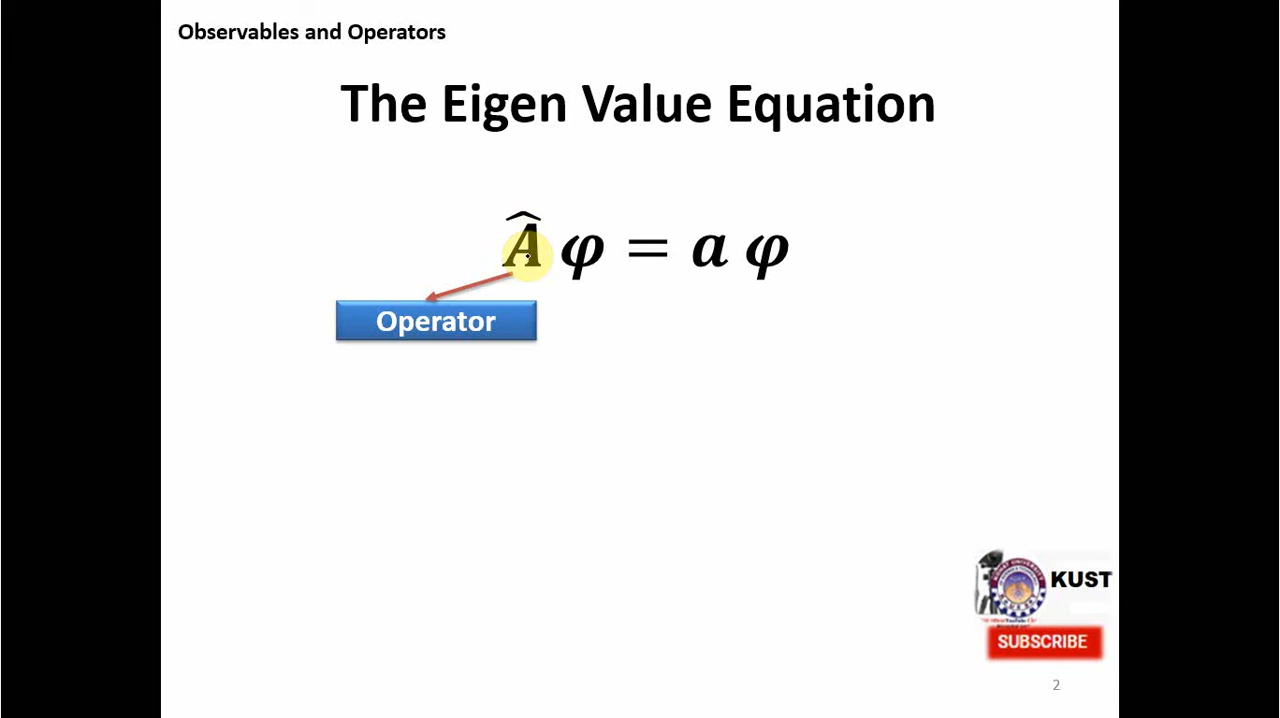 Observables and Operators
The Eigen Value Equation
Â φ = a φ
Operator
KUST
SUBSCRIBE
2